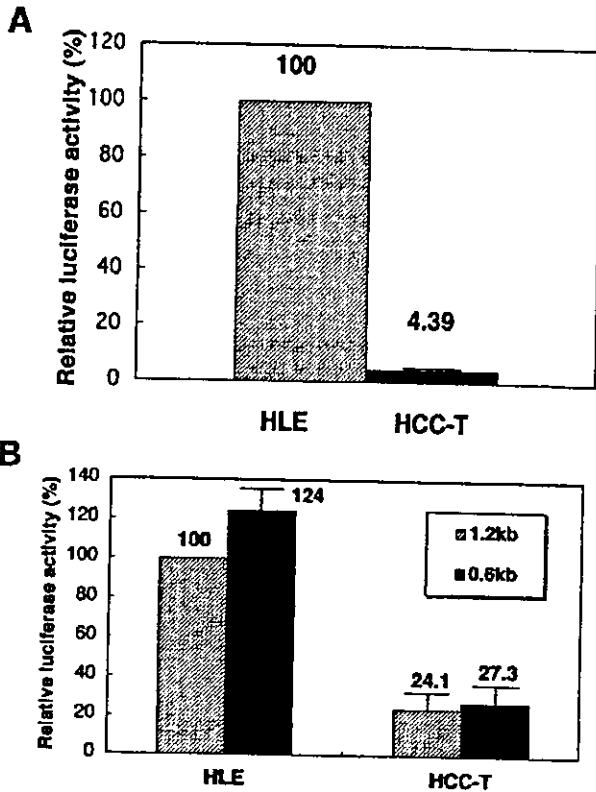 A
Relative luciferase activity (%)
120
100
80
60
40
20
0
100
4.39
HLE
HCC-T
B
Relative luciferase activity (%)
140
120
100
80
60
40
20
0
100
124
24.1
27.3
1.2kb
0.6kb
HLE
HCC-T